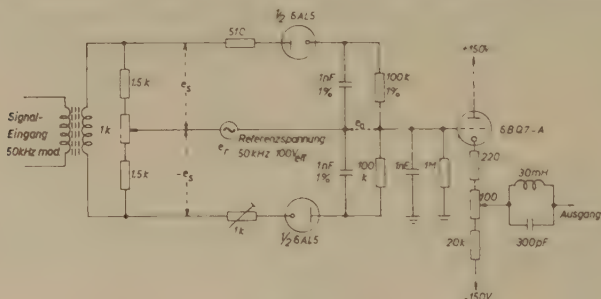 1/2 6AL5
510
+150v
1,5k
e_s
1nF
1%
100k
1%
Signal-
Eingang
50kHz mod.
1k
e_r
Referenzspannung
50kHz 100V_eff
e_a
6BQ7-A
1,5k
-e_s
1nF
1%
100
k
1nF
1M
220
30mH
100
Ausgang
300pF
1k
1/2 6AL5
20k
-150V